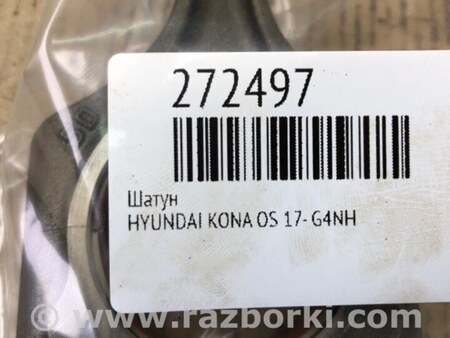 272497
Шатун
HYUNDAI KONA OS 17- G4NH
www.razborki.com